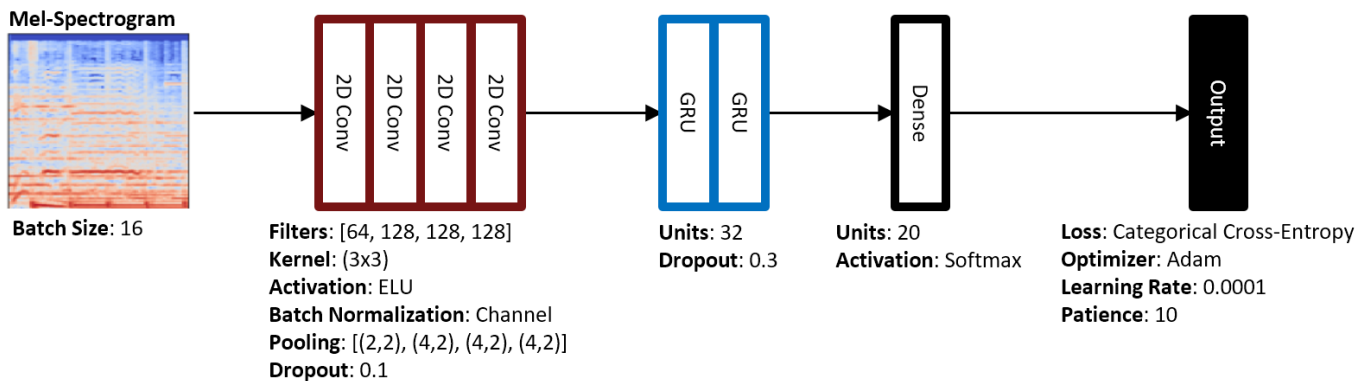 Mel-Spectrogram
Batch Size: 16
2D Conv
2D Conv
2D Conv
2D Conv
Filters: [64, 128, 128, 128]
Kernel: (3x3)
Activation: ELU
Batch Normalization: Channel
Pooling: [(2,2), (4,2), (4,2), (4,2)]
Dropout: 0.1
GRU
GRU
Units: 32
Dropout: 0.3
Dense
Units: 20
Activation: Softmax
Output
Loss: Categorical Cross-Entropy
Optimizer: Adam
Learning Rate: 0.0001
Patience: 10